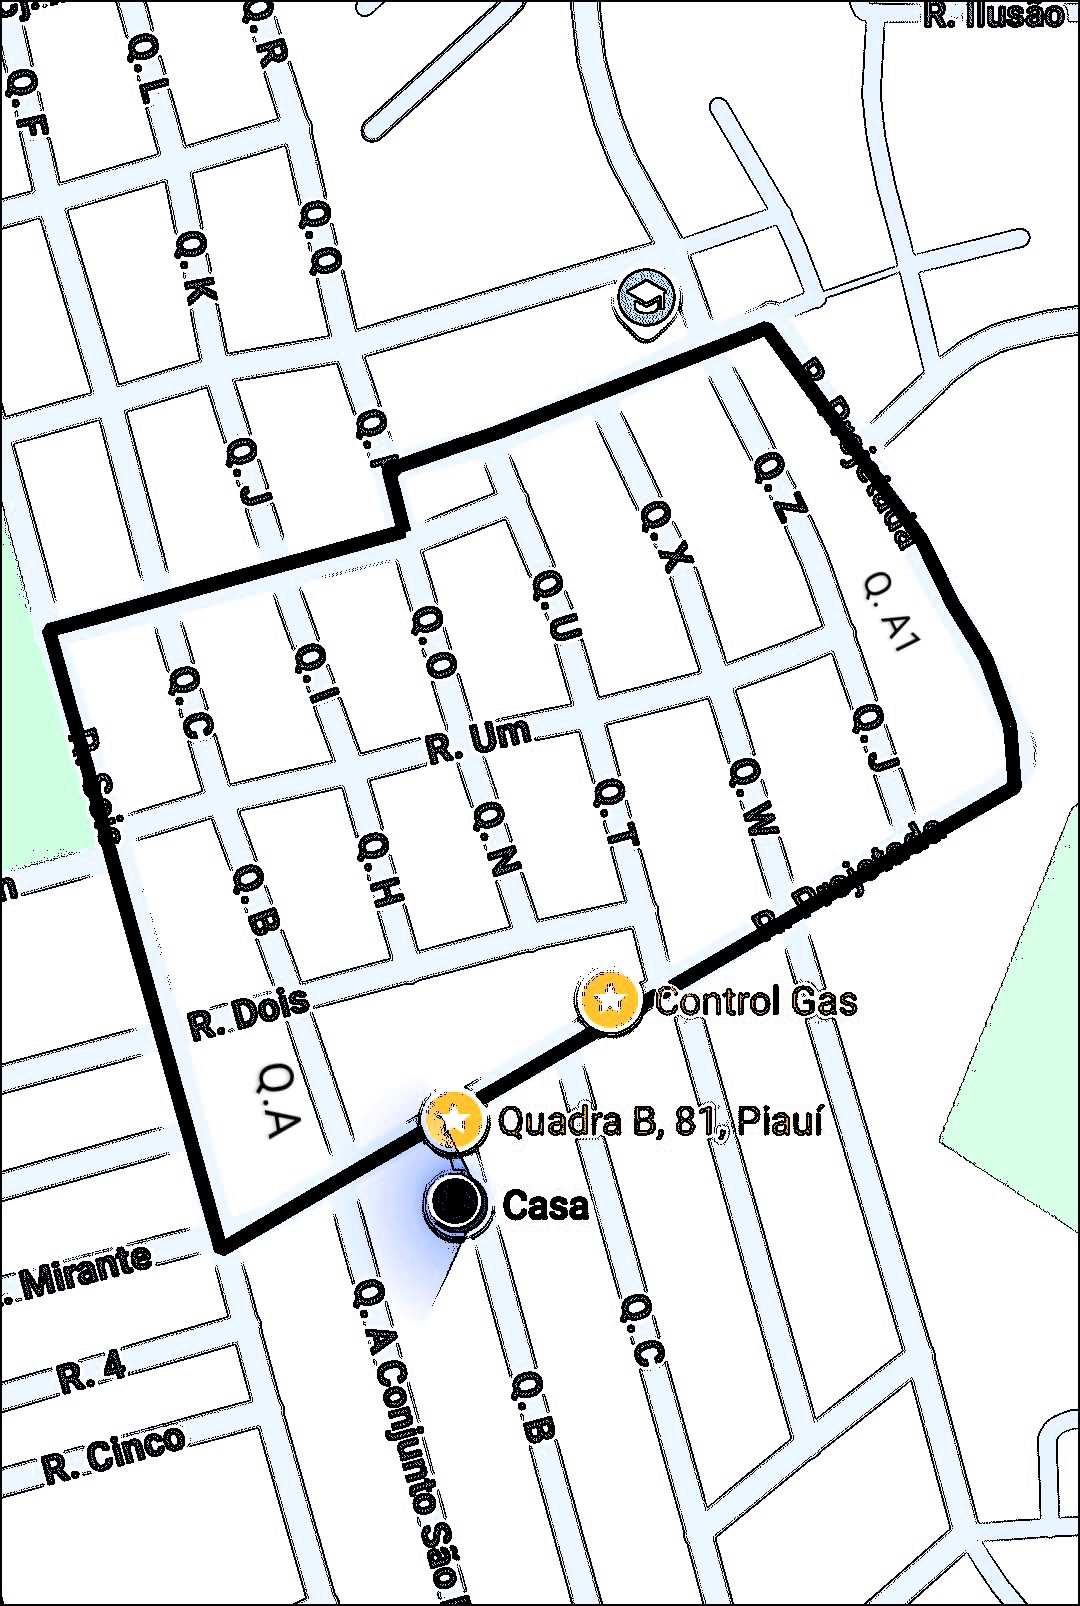 R. Ilusão
Q. R
Q. L
Q. F
Q. Q
Q. K
Q. J
Q. Z
Q. X
R. Projetada
Q. A1
Q. U
Q. O
Q. I
Q. C
R. Seis
R. Um
Q. J
Q. W
Q. T
Q. N
Q. H
Q. B
R. Projetada
R. Dois
Control Gas
Q.A
Quadra B, 81, Piauí
Casa
Mirante
R. 4
R. Cinco
Q. A Conjunto São
Q. B
Q. C